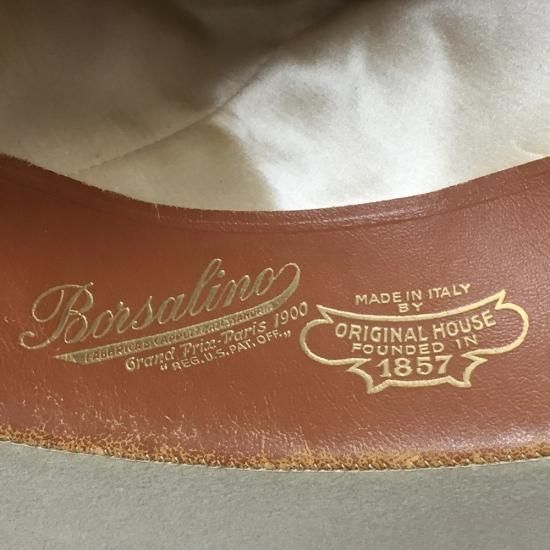 Borsalino
FABBRICA DI CAPPELLI ALESSANDRIA
Grand Prix-Paris 1900
"REG. U.S. PAT. OFF.„
MADE IN ITALY
BY
ORIGINAL HOUSE
FOUNDED IN
1857